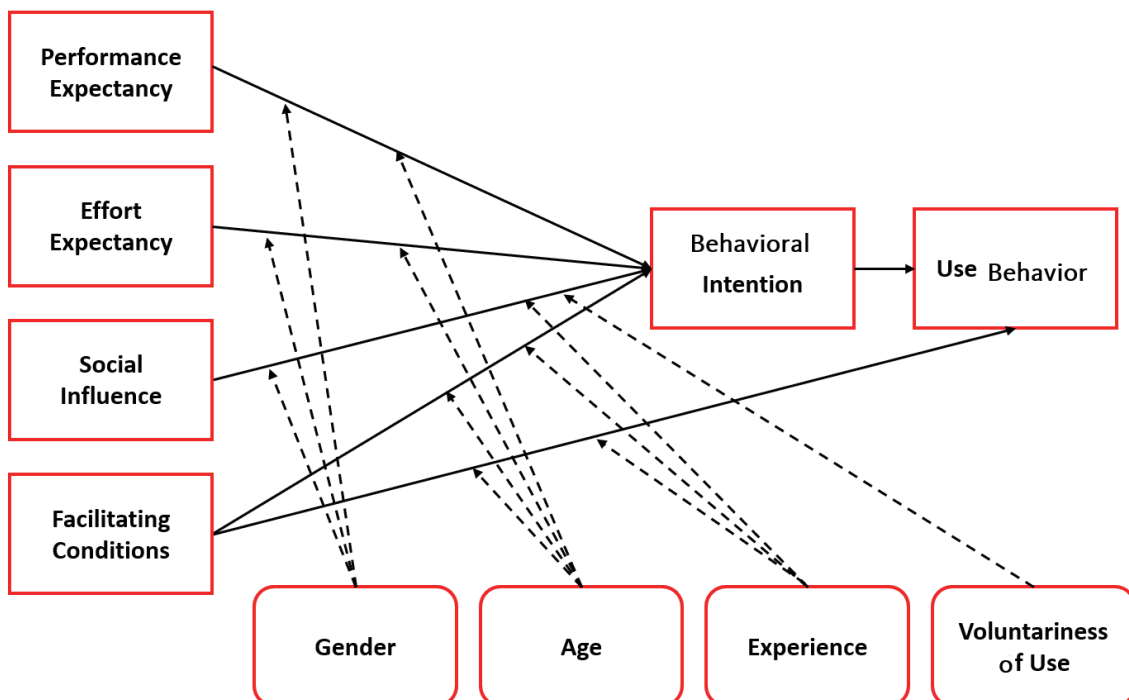 Performance
Expectancy
Effort
Expectancy
Social
Influence
Facilitating
Conditions
Behavioral
Intention
Use Behavior
Gender
Age
Experience
Voluntariness
of Use